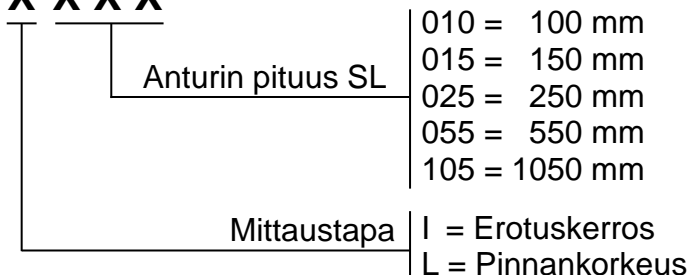 X X X X
010 = 100 mm
015 = 150 mm
Anturin pituus SL 025 = 250 mm
055 = 550 mm
105 = 1050 mm
Mittaustapa I = Erotuskerros
L = Pinnankorkeus